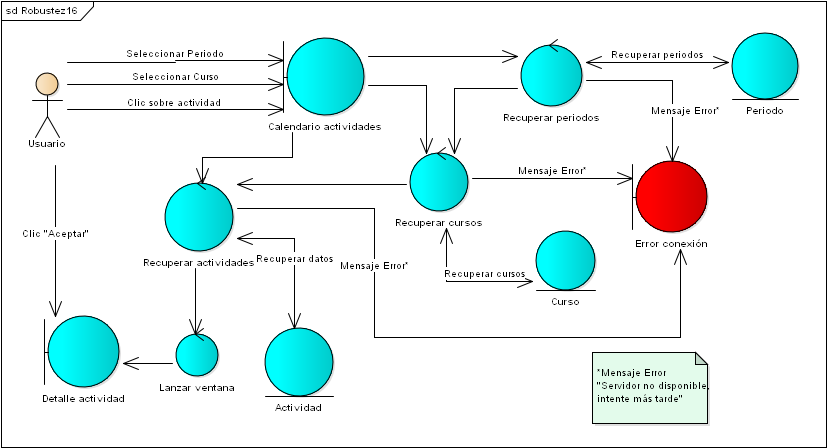 sd Robustez16
Seleccionar Periodo
Recuperar periodos
Seleccionar Curso
Clic sobre actividad
Mensaje Error*
Periodo
Recuperar periodos
Calendario actividades
Usuario
Mensaje Error*
Recuperar cursos
Clic "Aceptar"
Error conexión
Recuperar actividades
Recuperar datos
Mensaje Error*
Recuperar cursos
Curso
*Mensaje Error
"Servidor no disponible,
intente más tarde"
Lanzar ventana
Detalle actividad
Actividad